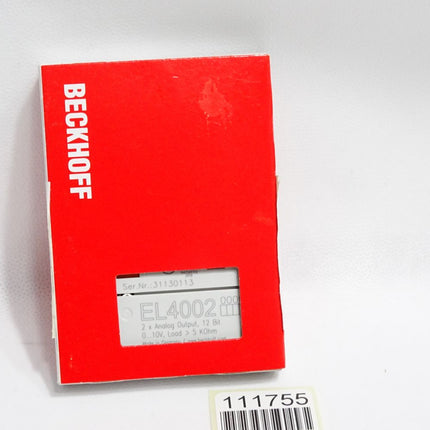 BECKHOFF
Ser.Nr.: 31130113
EL4002
2 x Analog Output, 12 Bit
0..10V, Load > 5 KOhm
111755